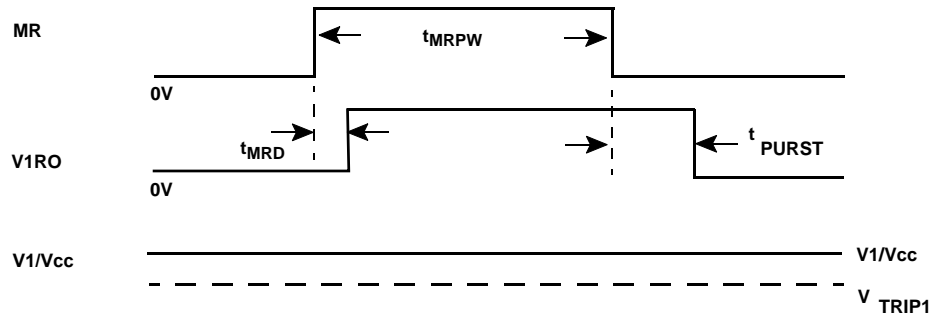 MR
tMRPW
0V
tMRD
t
PURST
V1RO
0V
V1/Vcc
V1/Vcc
V
TRIP1